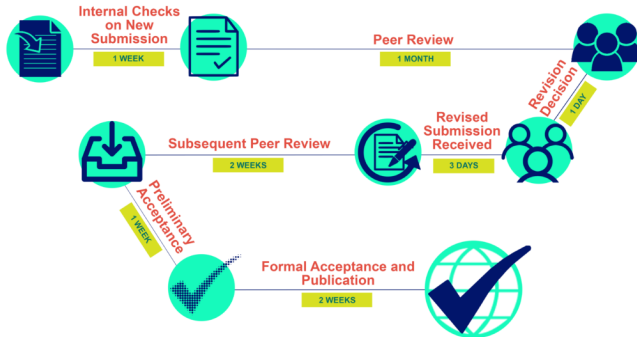 Internal Checks
on New
Submission
1 WEEK
Peer Review
1 MONTH
Revision
Decision
1 DAY
Revised
Submission
Received
3 DAYS
Subsequent Peer Review
2 WEEKS
Preliminary
Acceptance
1 WEEK
Formal Acceptance and
Publication
2 WEEKS